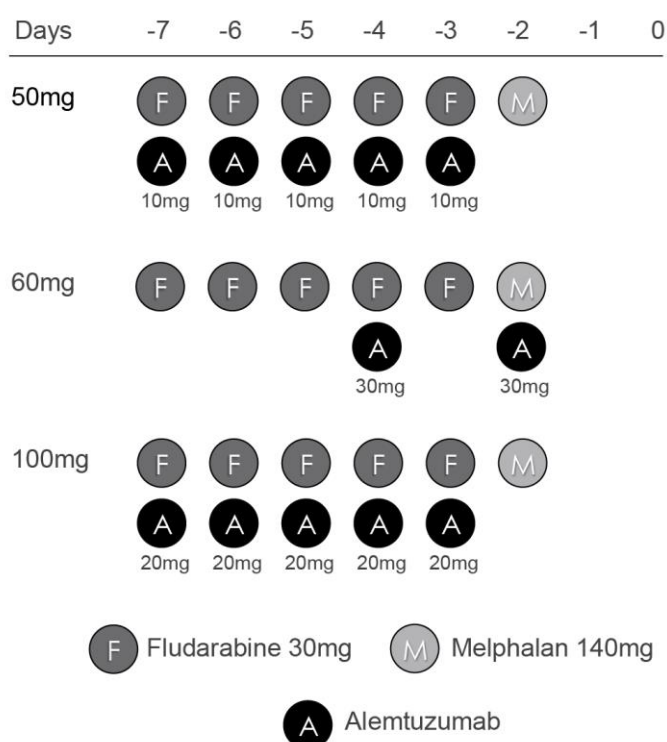 Days -7 -6 -5 -4 -3 -2 -1 0
50mg F F F F F M
A A A A A
10mg 10mg 10mg 10mg 10mg
60mg F F F F F M
A A
30mg 30mg
100mg F F F F F M
A A A A A
20mg 20mg 20mg 20mg 20mg
F Fludarabine 30mg M Melphalan 140mg
A Alemtuzumab